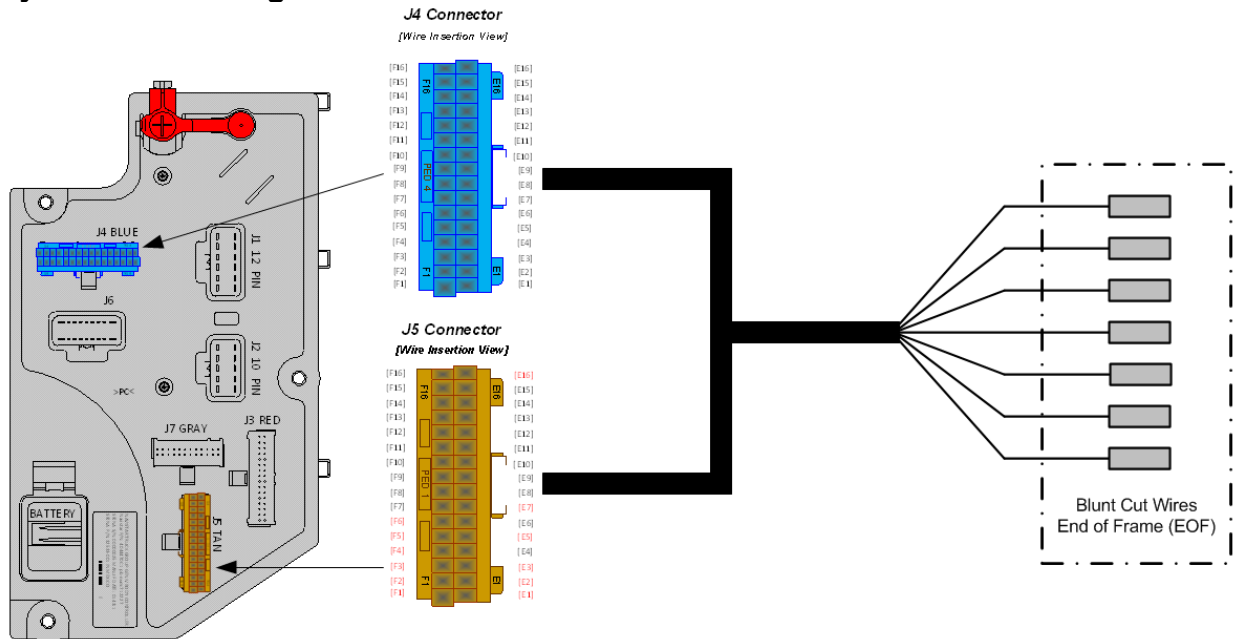 J4 Connector
[Wire Insertion View]
[F16]
[F15]
[F14]
[F13]
[F12]
[F11]
[F10]
[F9]
[F8]
[F7]
[F6]
[F5]
[F4]
[F3]
[F2]
[F1]
F16
PED 4
F1
E16
E1
[E16]
[E15]
[E14]
[E13]
[E12]
[E11]
[E10]
[E9]
[E8]
[E7]
[E6]
[E5]
[E4]
[E3]
[E2]
[E1]
J4 BLUE
J1 12 PIN
J6
J2 10 PIN
>PC<
J3 RED
J7 GRAY
BATTERY
J5 TAN
J5 Connector
[Wire Insertion View]
[F16]
[F15]
[F14]
[F13]
[F12]
[F11]
[F10]
[F9]
[F8]
[F7]
[F6]
[F5]
[F4]
[F3]
[F2]
[F1]
F16
PED 1
F1
E16
E1
[E16]
[E15]
[E14]
[E13]
[E12]
[E11]
[E10]
[E9]
[E8]
[E7]
[E6]
[E5]
[E4]
[E3]
[E2]
[E1]
Blunt Cut Wires
End of Frame (EOF)